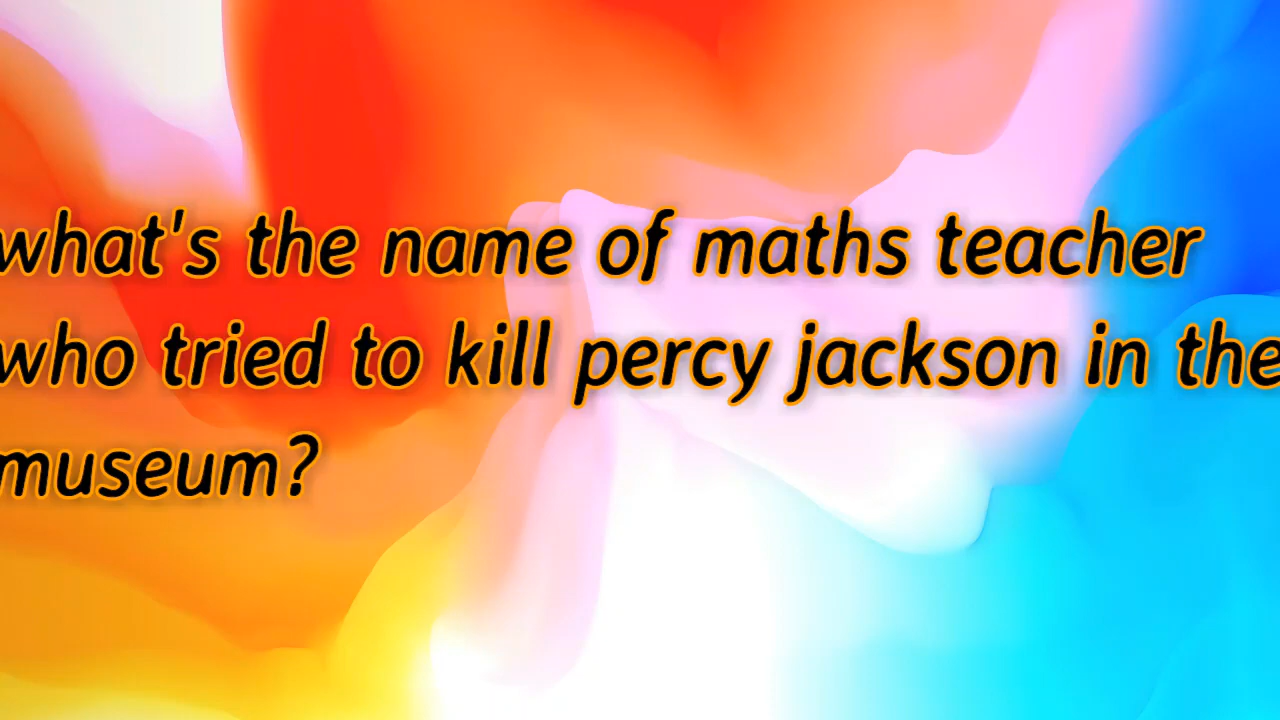 what's the name of maths teacher
who tried to kill percy jackson in the
museum?